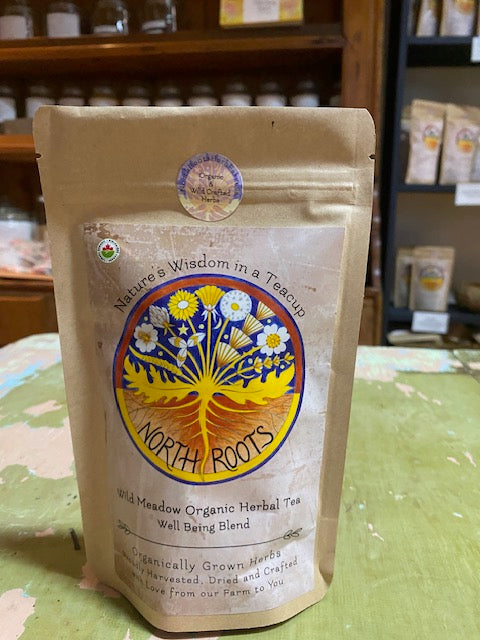 Organic
&
Wild Crafted
Herbs
Nature's Wisdom in a Teacup
NORTH ROOTS
Wild Meadow Organic Herbal Tea
Well Being Blend
Organically Grown Herbs
Harvested, Dried and Crafted
Love from our Farm to You